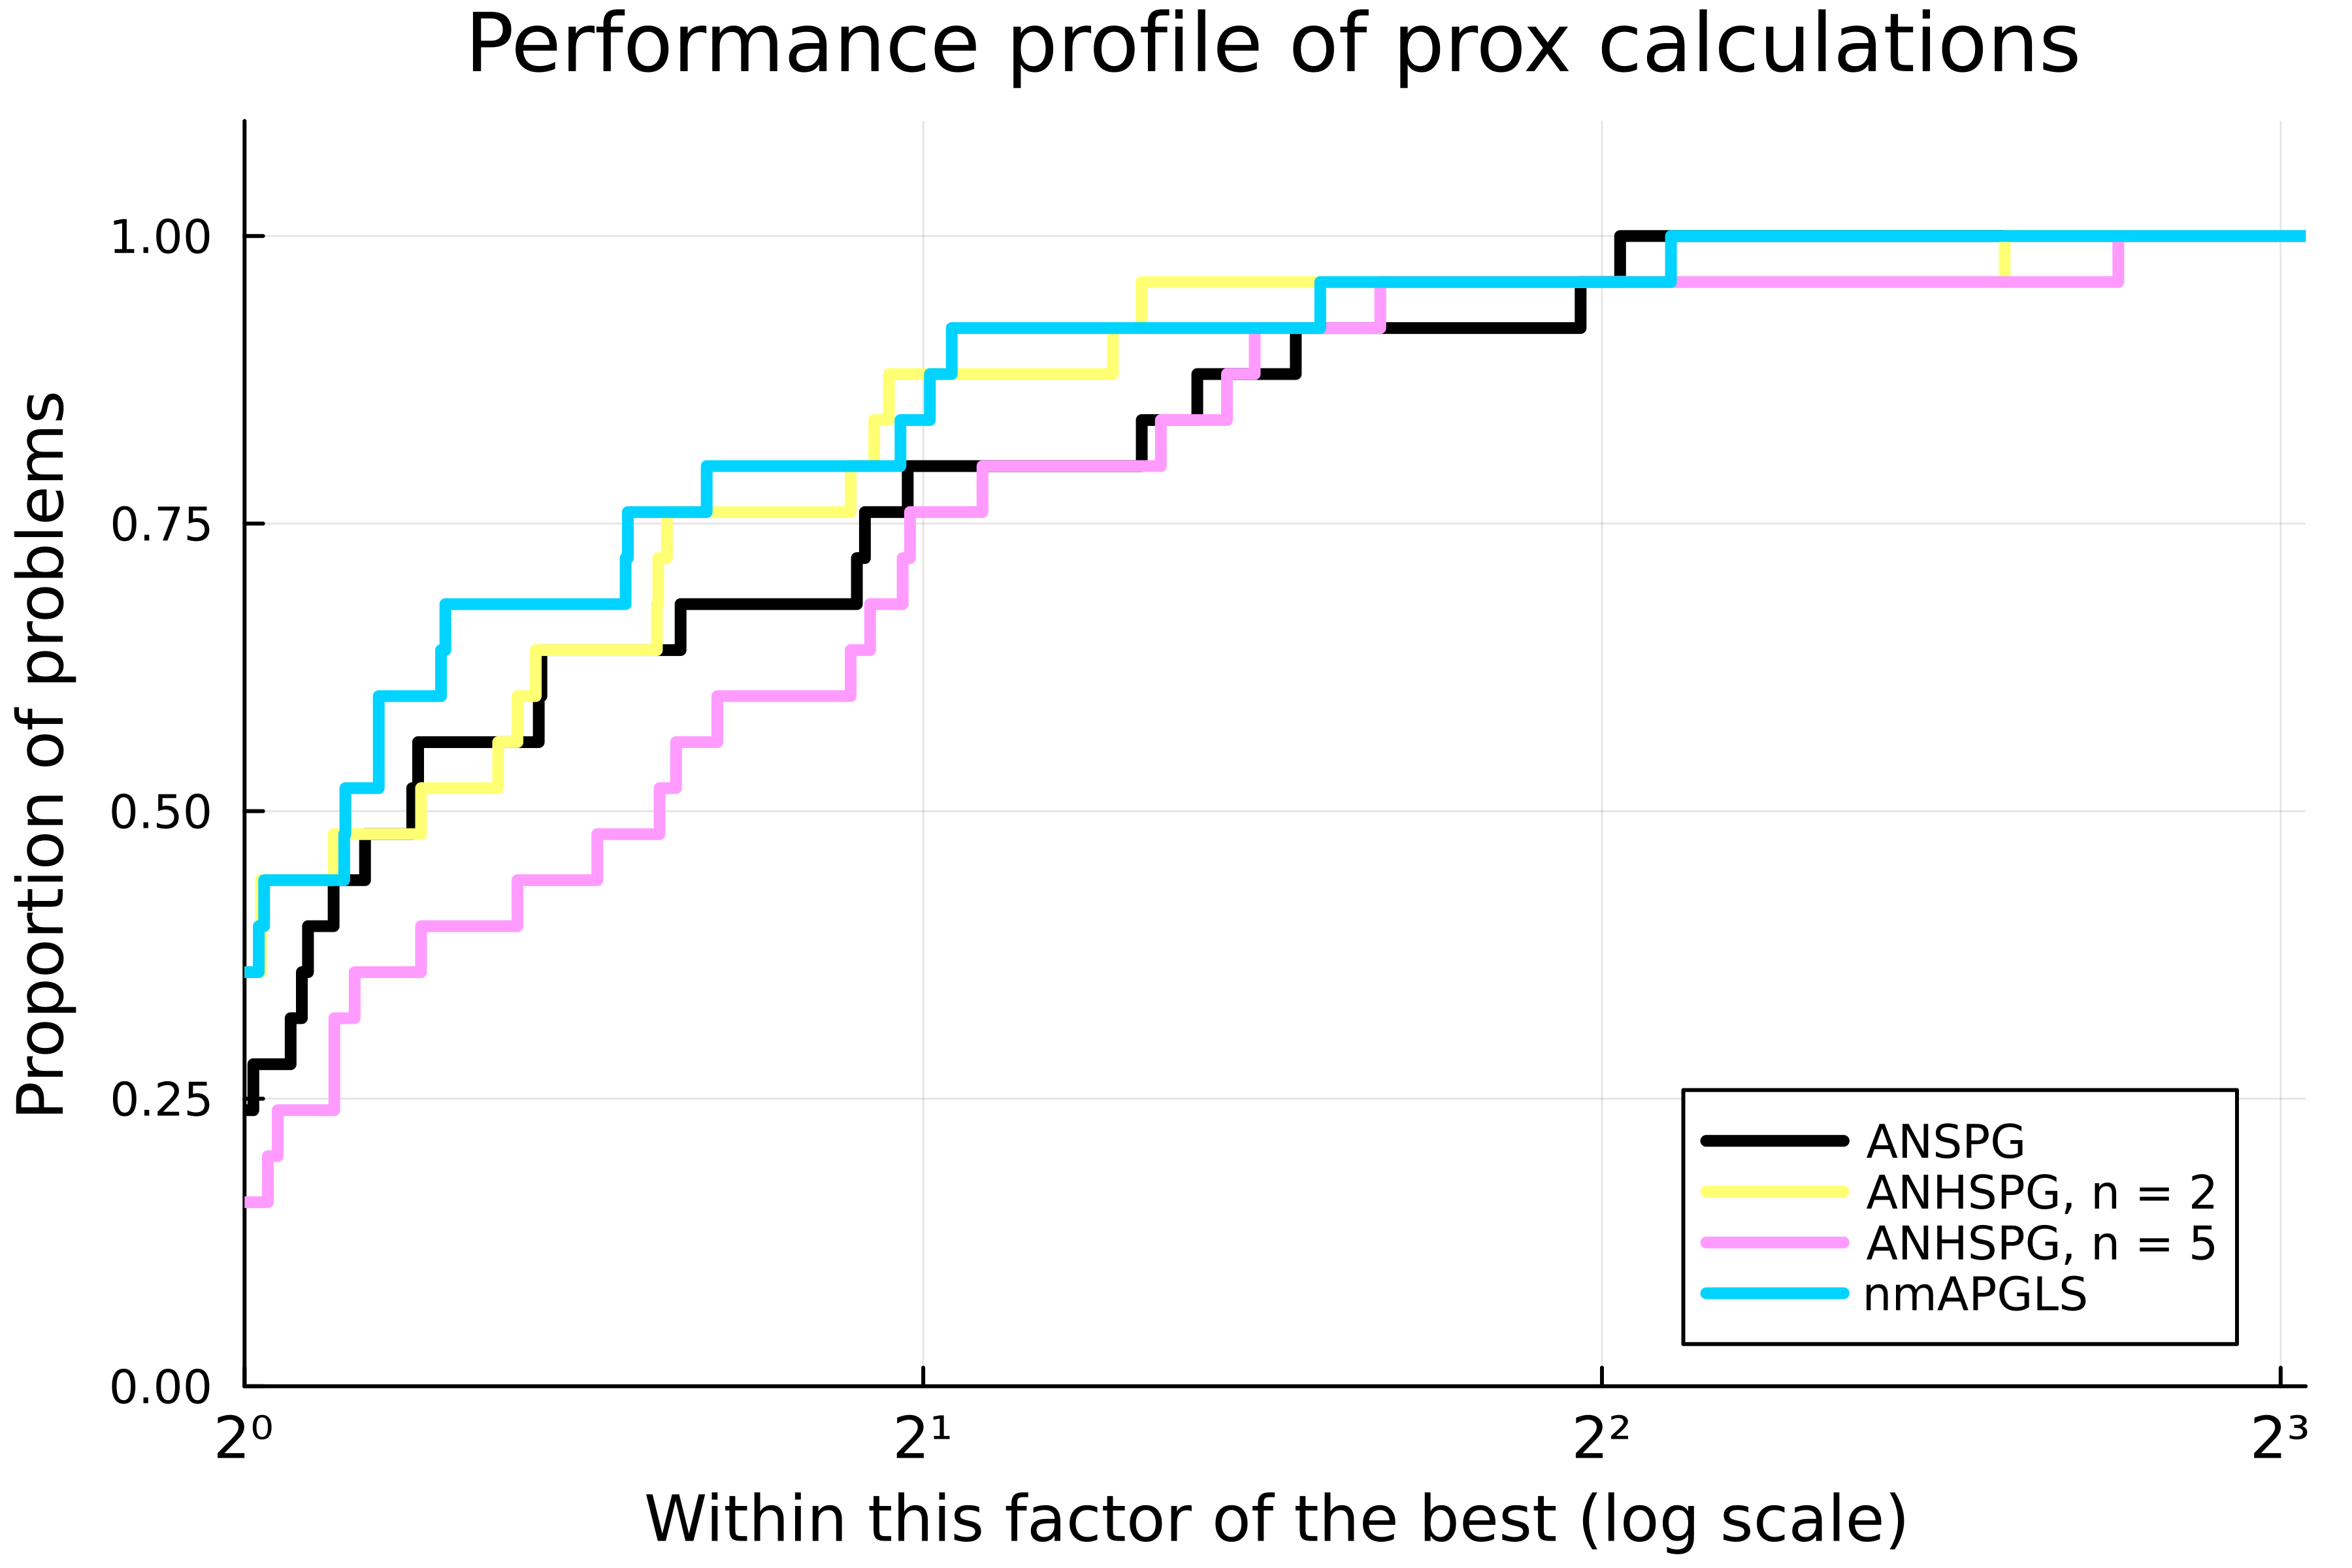 Performance profile of prox calculations
Proportion of problems
1.00
0.75
0.50
0.25
0.00
2⁰
2¹
2²
2³
Within this factor of the best (log scale)
ANSPG
ANHSPG, n = 2
ANHSPG, n = 5
nmAPGLS